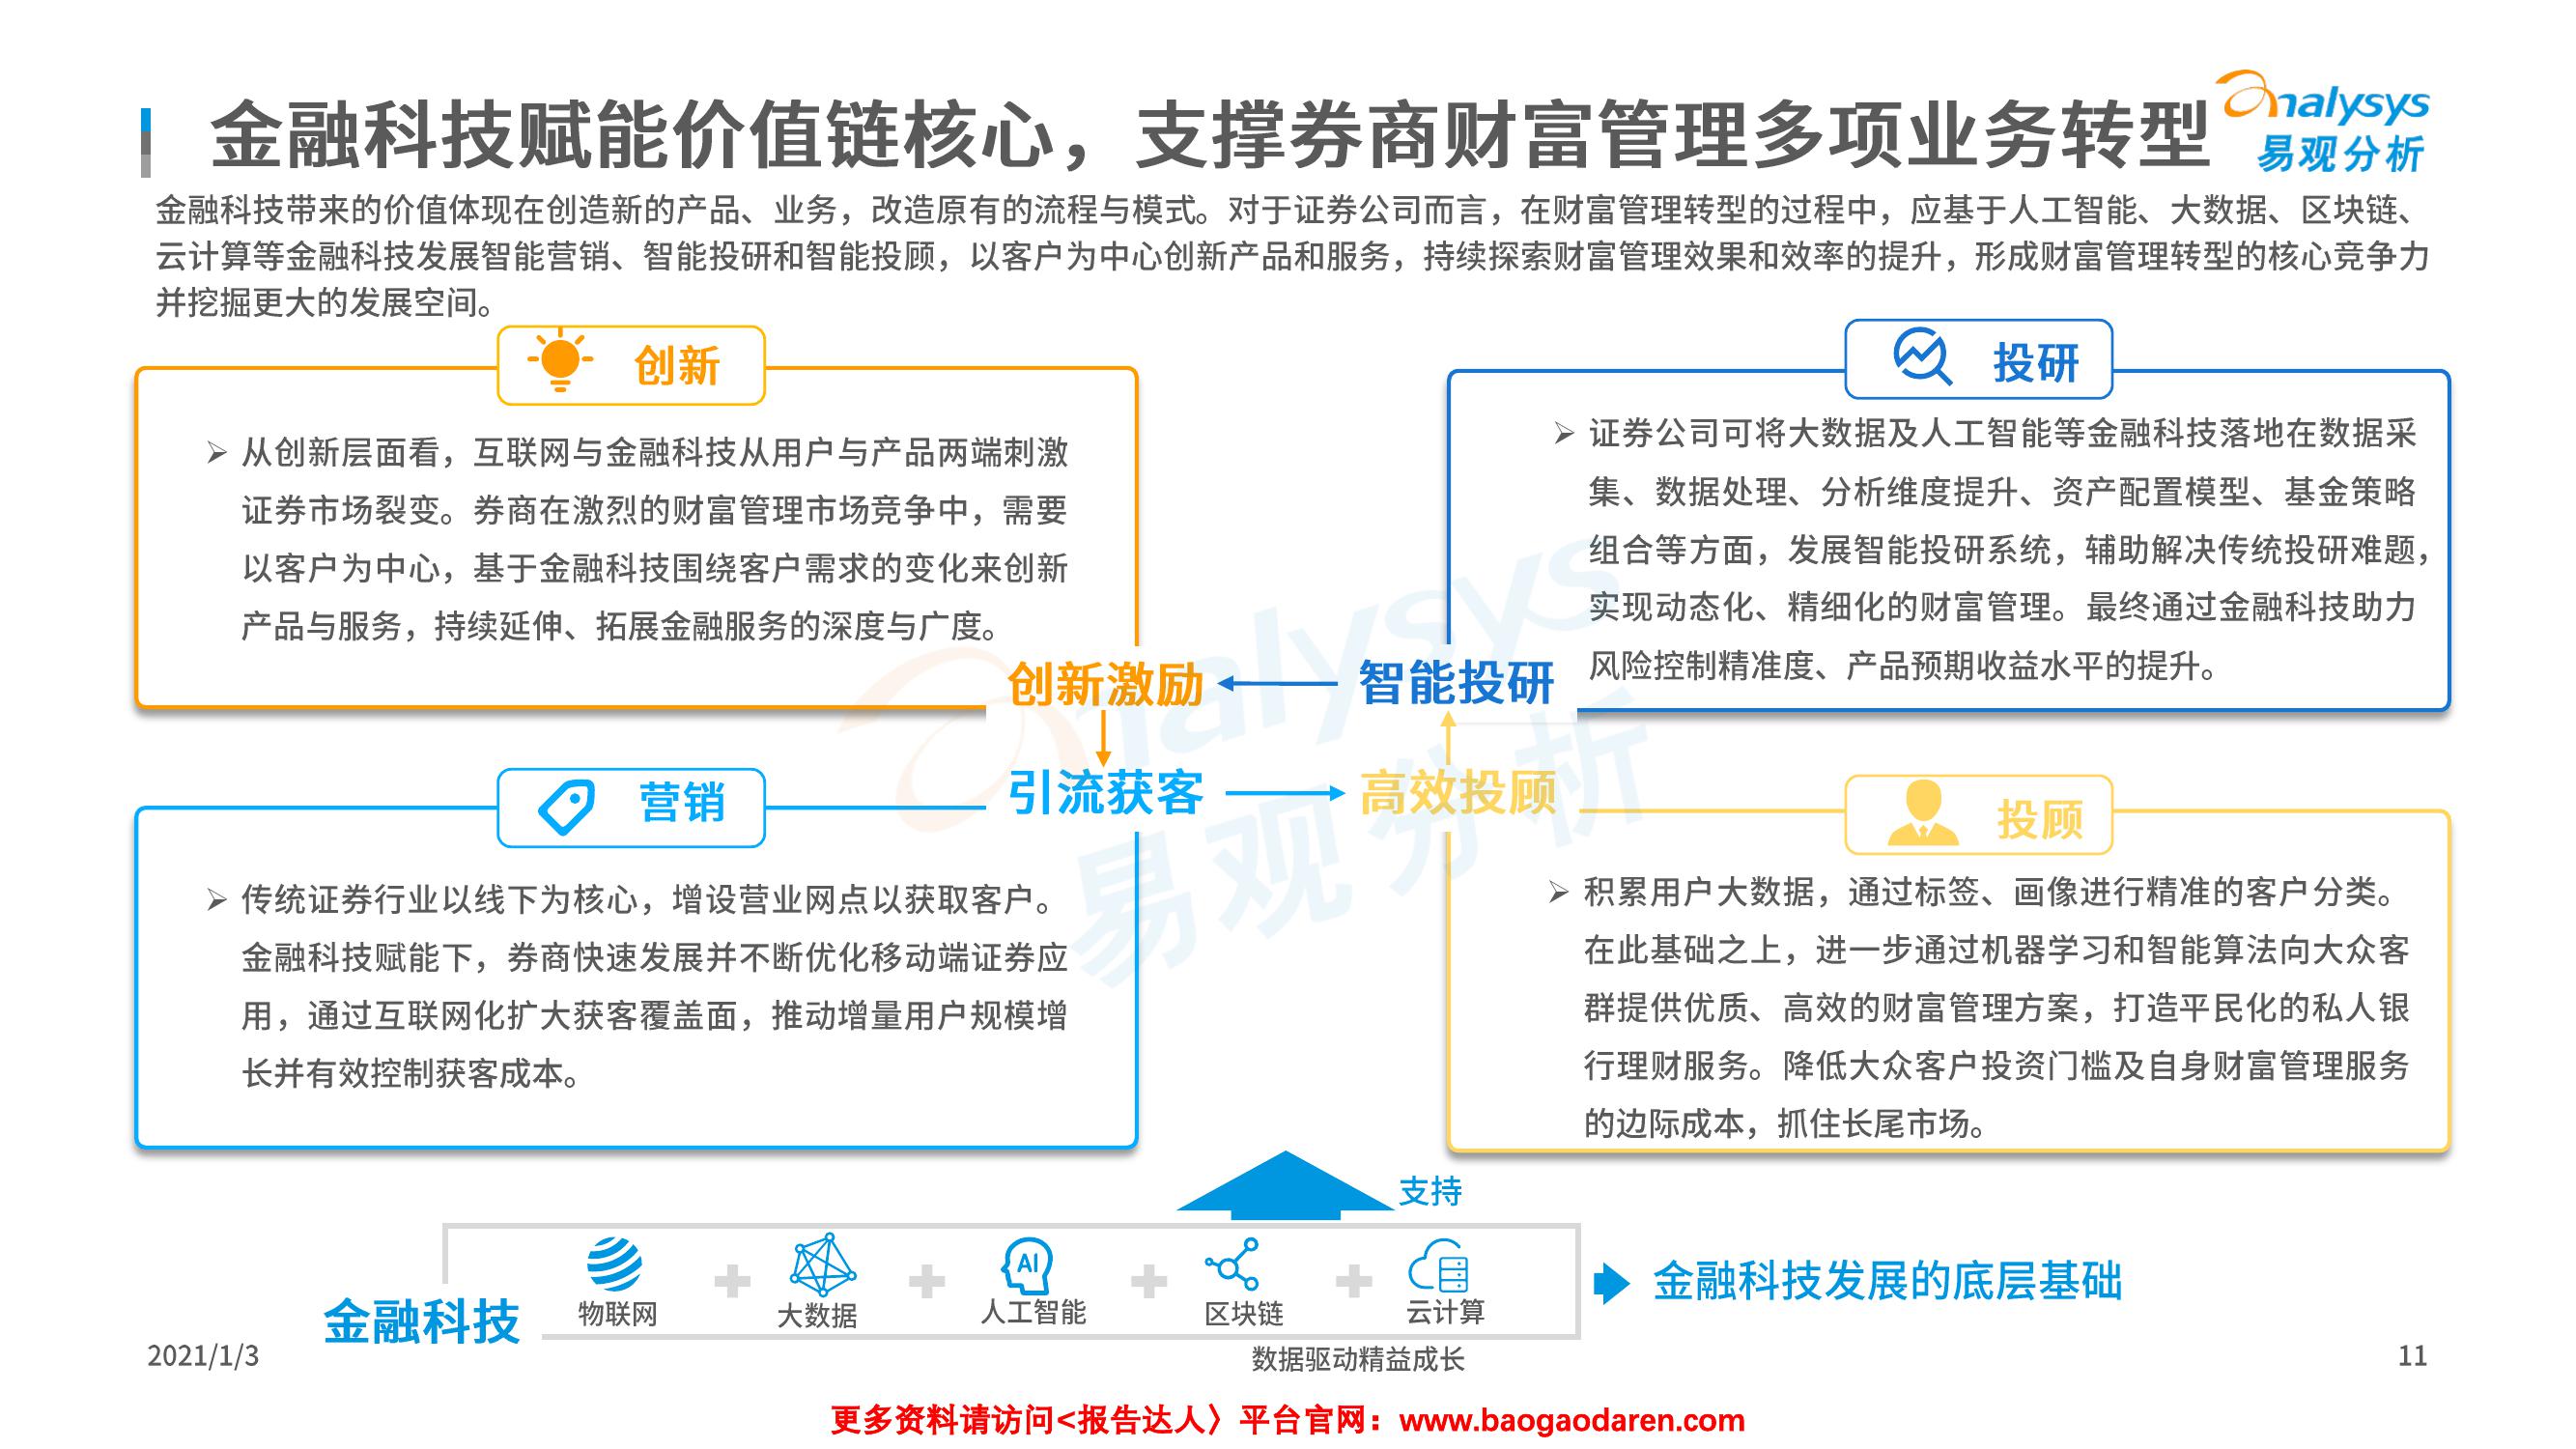 金融科技赋能价值链核心，支撑券商财富管理多项业务转型
analysys
易观分析
金融科技带来的价值体现在创造新的产品、业务，改造原有的流程与模式。对于证券公司而言，在财富管理转型的过程中，应基于人工智能、大数据、区块链、
云计算等金融科技发展智能营销、智能投研和智能投顾，以客户为中心创新产品和服务，持续探索财富管理效果和效率的提升，形成财富管理转型的核心竞争力
并挖掘更大的发展空间。
创新
➢ 从创新层面看，互联网与金融科技从用户与产品两端刺激
证券市场裂变。券商在激烈的财富管理市场竞争中，需要
以客户为中心，基于金融科技围绕客户需求的变化来创新
产品与服务，持续延伸、拓展金融服务的深度与广度。
投研
➢ 证券公司可将大数据及人工智能等金融科技落地在数据采
集、数据处理、分析维度提升、资产配置模型、基金策略
组合等方面，发展智能投研系统，辅助解决传统投研难题，
实现动态化、精细化的财富管理。最终通过金融科技助力
风险控制精准度、产品预期收益水平的提升。
创新激励
智能投研
引流获客
高效投顾
analysys
易观分析
营销
➢ 传统证券行业以线下为核心，增设营业网点以获取客户。
金融科技赋能下，券商快速发展并不断优化移动端证券应
用，通过互联网化扩大获客覆盖面，推动增量用户规模增
长并有效控制获客成本。
投顾
➢ 积累用户大数据，通过标签、画像进行精准的客户分类。
在此基础之上，进一步通过机器学习和智能算法向大众客
群提供优质、高效的财富管理方案，打造平民化的私人银
行理财服务。降低大众客户投资门槛及自身财富管理服务
的边际成本，抓住长尾市场。
支持
金融科技
物联网
大数据
AI
人工智能
区块链
云计算
金融科技发展的底层基础
2021/1/3
数据驱动精益成长
11
更多资料请访问<报告达人〉平台官网：www.baogaodaren.com